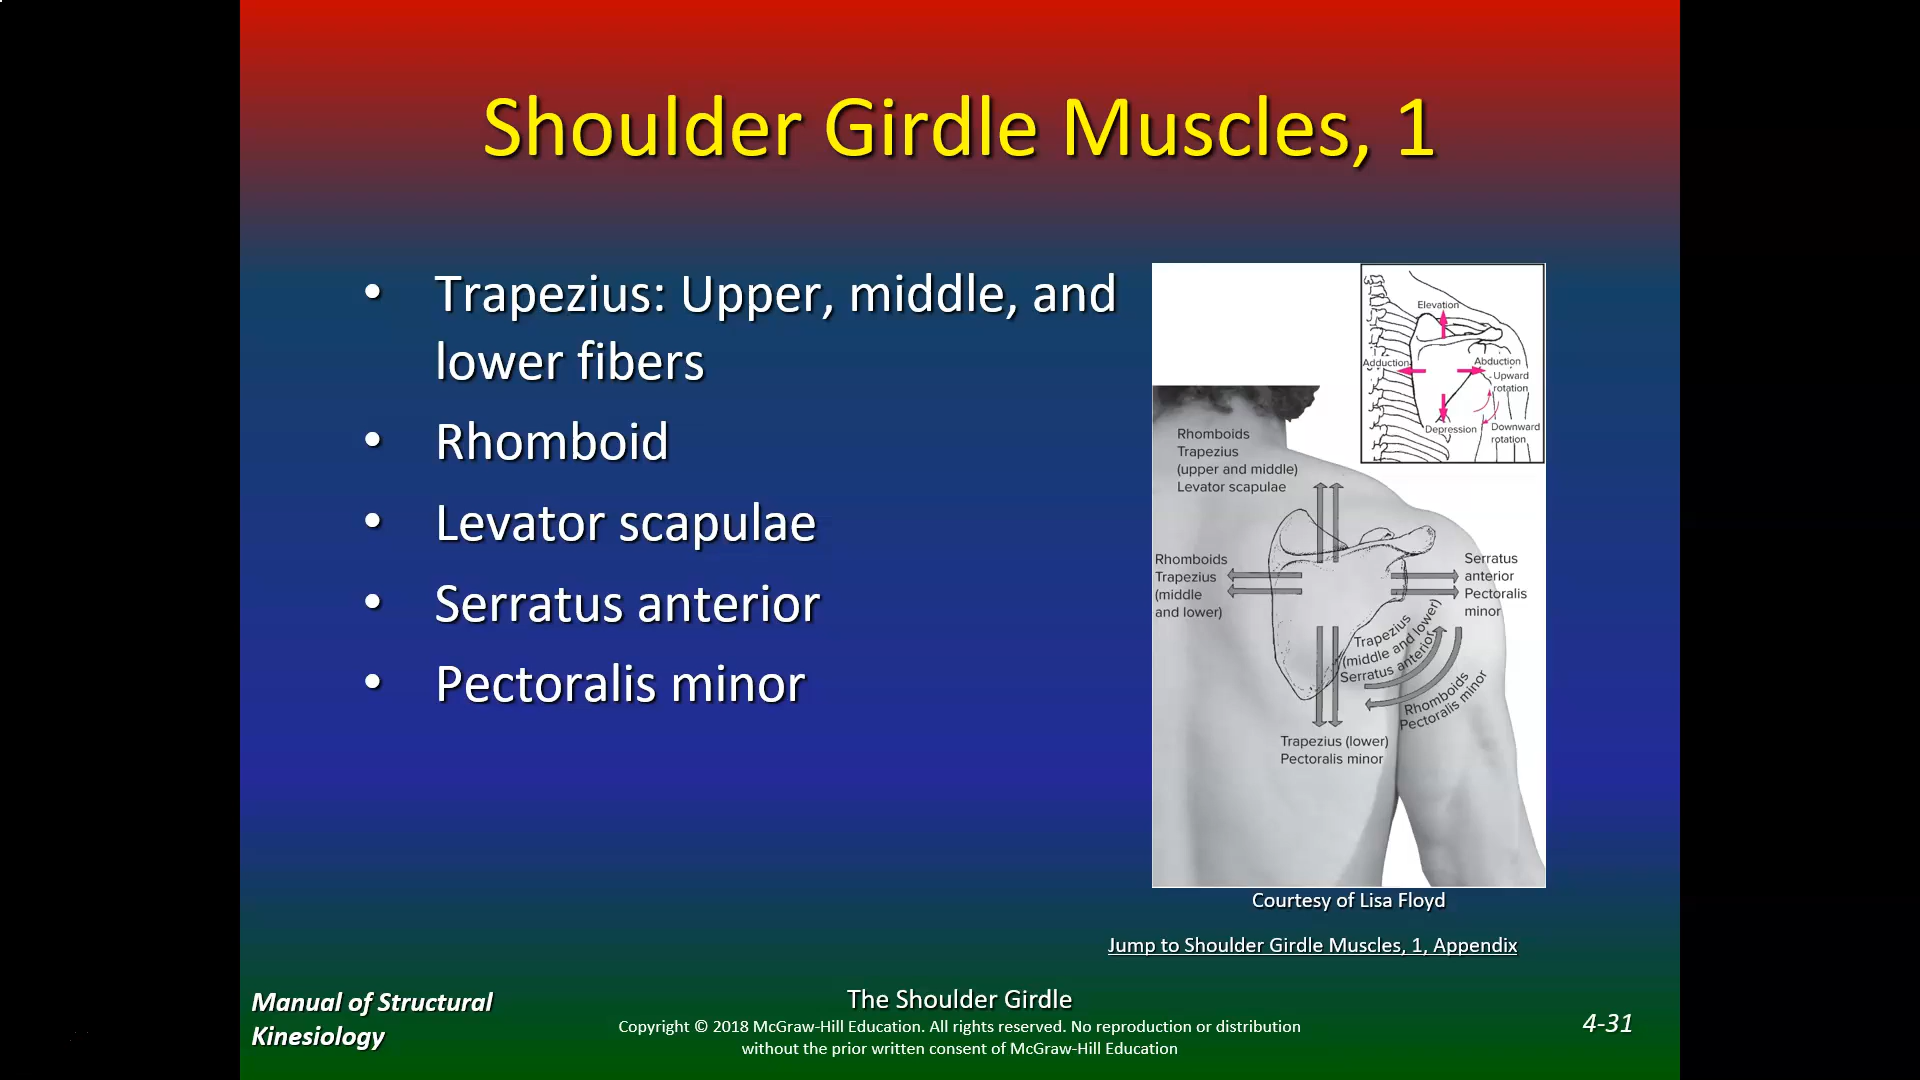 Shoulder Girdle Muscles, 1
• Trapezius: Upper, middle, and
lower fibers
• Rhomboid
• Levator scapulae
• Serratus anterior
• Pectoralis minor
Elevation
Adduction
Abduction
Upward
rotation
Depression
Downward
rotation
Rhomboids
Trapezius
(upper and middle)
Levator scapulae
Rhomboids
Trapezius
(middle
and lower)
Serratus
anterior
Pectoralis
minor
Trapezius
(middle and lower)
Serratus anterior
Rhomboids
Pectoralis minor
Trapezius (lower)
Pectoralis minor
Courtesy of Lisa Floyd
Jump to Shoulder Girdle Muscles, 1, Appendix
Manual of Structural
Kinesiology
The Shoulder Girdle
Copyright © 2018 McGraw-Hill Education. All rights reserved. No reproduction or distribution
without the prior written consent of McGraw-Hill Education
4-31